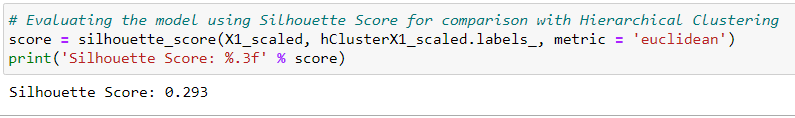 # Evaluating the model using Silhouette Score for comparison with Hierarchical Clustering
score = silhouette_score(X1_scaled, hClusterX1_scaled.labels_, metric = 'euclidean')
print('Silhouette Score: %.3f' % score)
Silhouette Score: 0.293